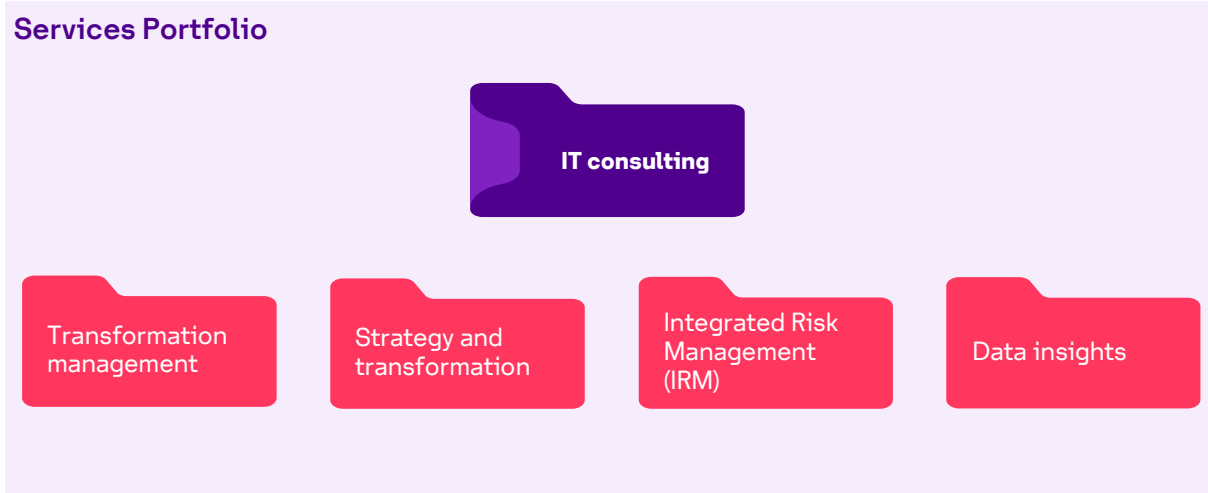 Services Portfolio
IT consulting
Transformation
management
Strategy and
transformation
Integrated Risk
Management
(IRM)
Data insights